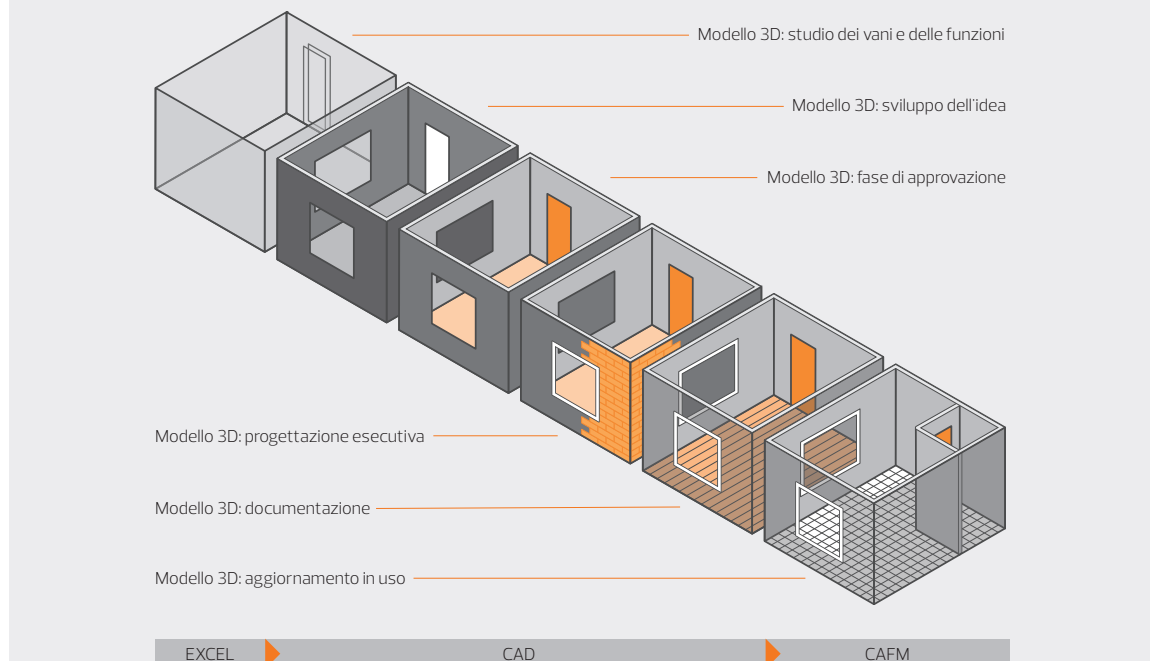 Modello 3D: studio dei vani e delle funzioni
Modello 3D: sviluppo dell'idea
Modello 3D: fase di approvazione
Modello 3D: progettazione esecutiva
Modello 3D: documentazione
Modello 3D: aggiornamento in uso
EXCEL CAD CAFM